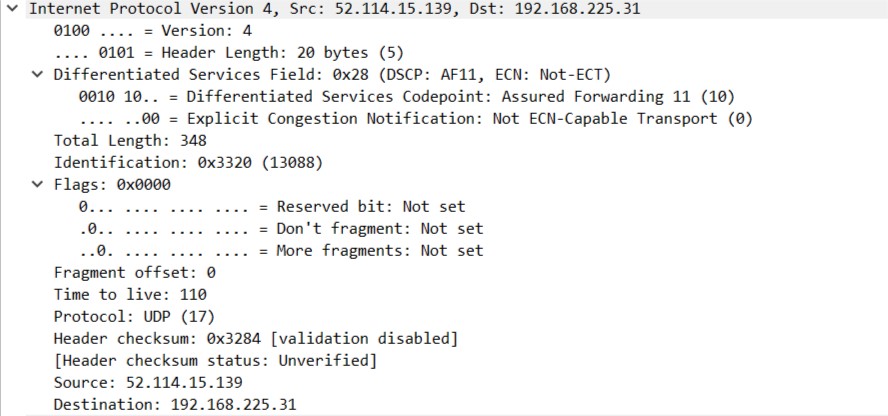 Internet Protocol Version 4, Src: 52.114.15.139, Dst: 192.168.225.31
0100 .... = Version: 4
.... 0101 = Header Length: 20 bytes (5)
Differentiated Services Field: 0x28 (DSCP: AF11, ECN: Not-ECT)
0010 10.. = Differentiated Services Codepoint: Assured Forwarding 11 (10)
.... ..00 = Explicit Congestion Notification: Not ECN-Capable Transport (0)
Total Length: 348
Identification: 0x3320 (13088)
Flags: 0x0000
0... .... .... .... = Reserved bit: Not set
.0.. .... .... .... = Don't fragment: Not set
..0. .... .... .... = More fragments: Not set
Fragment offset: 0
Time to live: 110
Protocol: UDP (17)
Header checksum: 0x3284 [validation disabled]
[Header checksum status: Unverified]
Source: 52.114.15.139
Destination: 192.168.225.31